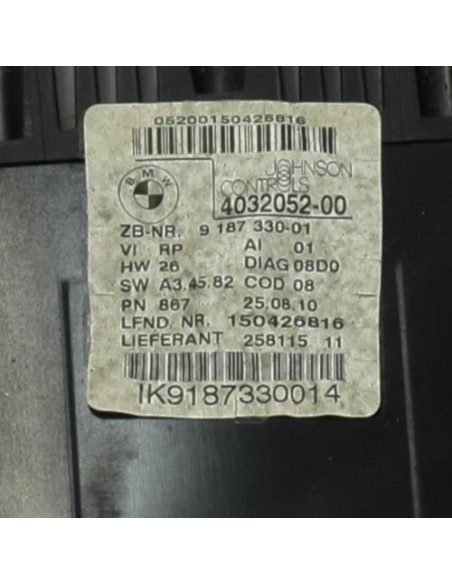 05200150426816
BMW
JOHNSON
CONTROLS
4032052-00
ZB-NR. 9 187 330-01
VI RP AI 01
HW 26 DIAG 08D0
SW A3.45.82 COD 08
PN 867 25.08.10
LFND. NR. 150426816
LIEFERANT 258115 11
IK9187330014